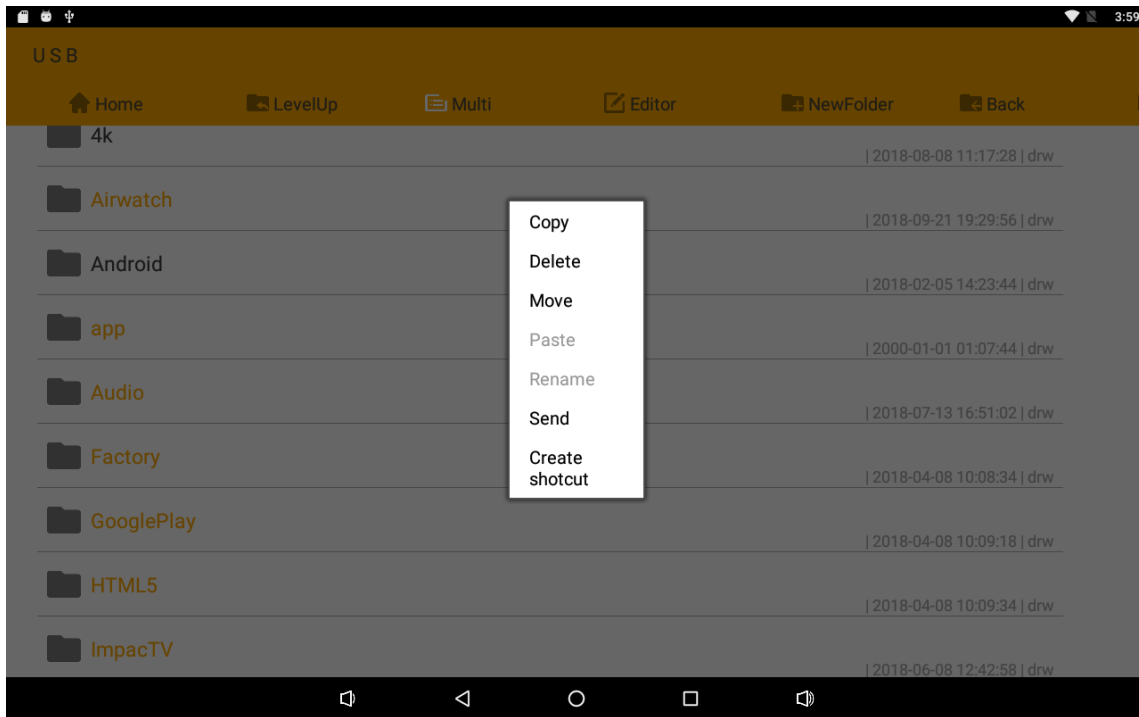 3:59
USB
Home LevelUp Multi Editor NewFolder Back
4k
| 2018-08-08 11:17:28 | drw
Airwatch
| 2018-09-21 19:29:56 | drw
Android
| 2018-02-05 14:23:44 | drw
app
| 2000-01-01 01:07:44 | drw
Audio
| 2018-07-13 16:51:02 | drw
Factory
| 2018-04-08 10:08:34 | drw
GooglePlay
| 2018-04-08 10:09:18 | drw
HTML5
| 2018-04-08 10:09:34 | drw
ImpacTV
| 2018-06-08 12:42:58 | drw
Copy
Delete
Move
Paste
Rename
Send
Create
shotcut